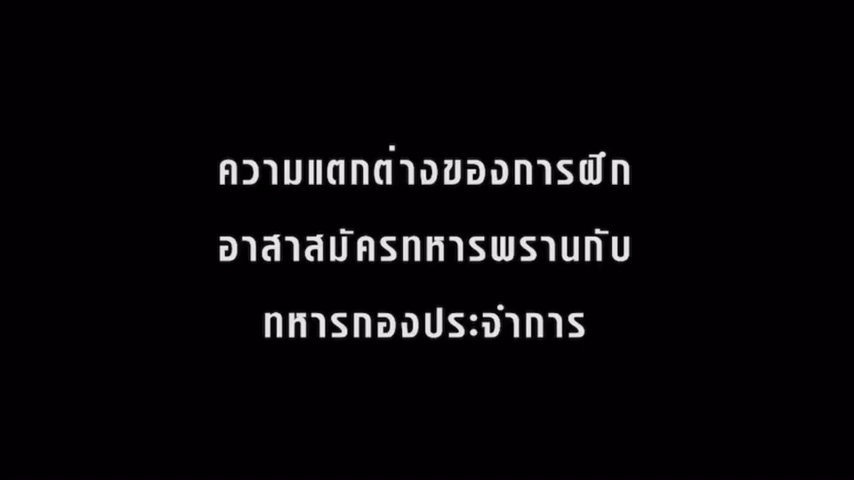 ความแตกต่างของการฝึก
อาสาสมัครทหารพรานกับ
ทหารกองประจำการ